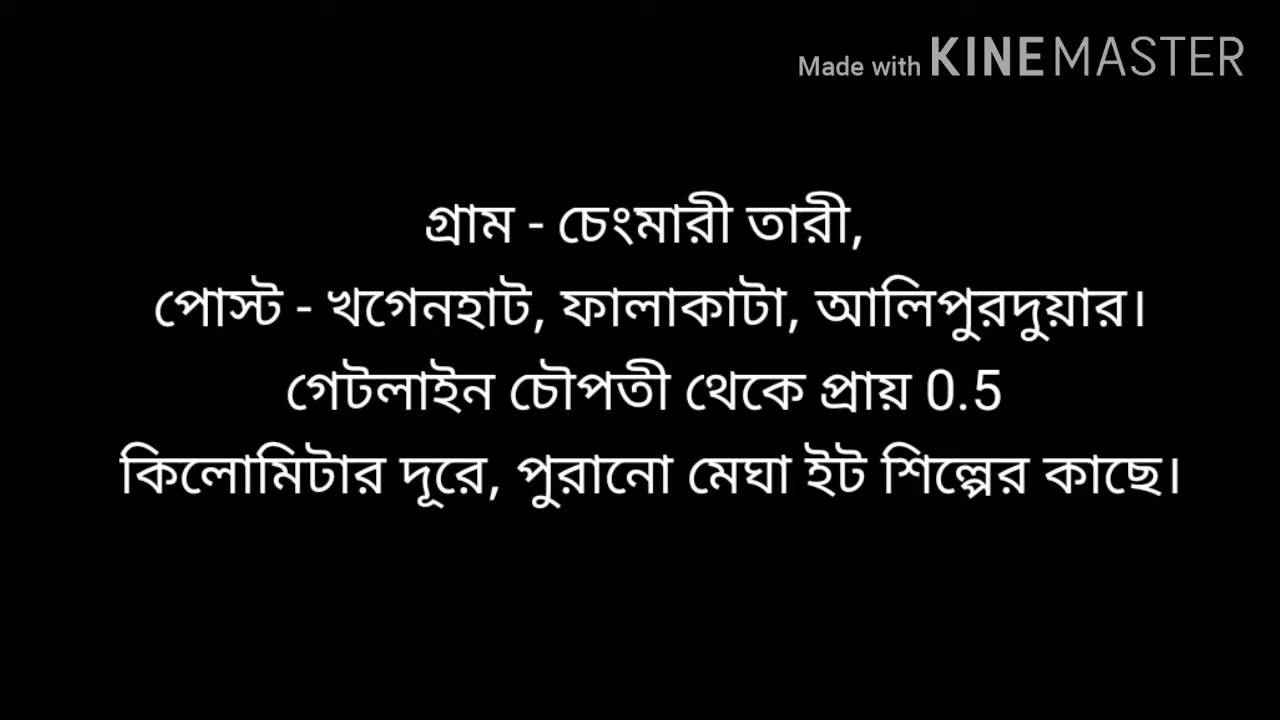 Made with KINEMASTER
গ্রাম - চেংমারী তারী,
পোস্ট - খগেনহাট, ফালাকাটা, আলিপুরদুয়ার।
গেটলাইন চৌপতী থেকে প্রায় 0.5
কিলোমিটার দূরে, পুরানো মেঘা ইট শিল্পের কাছে।